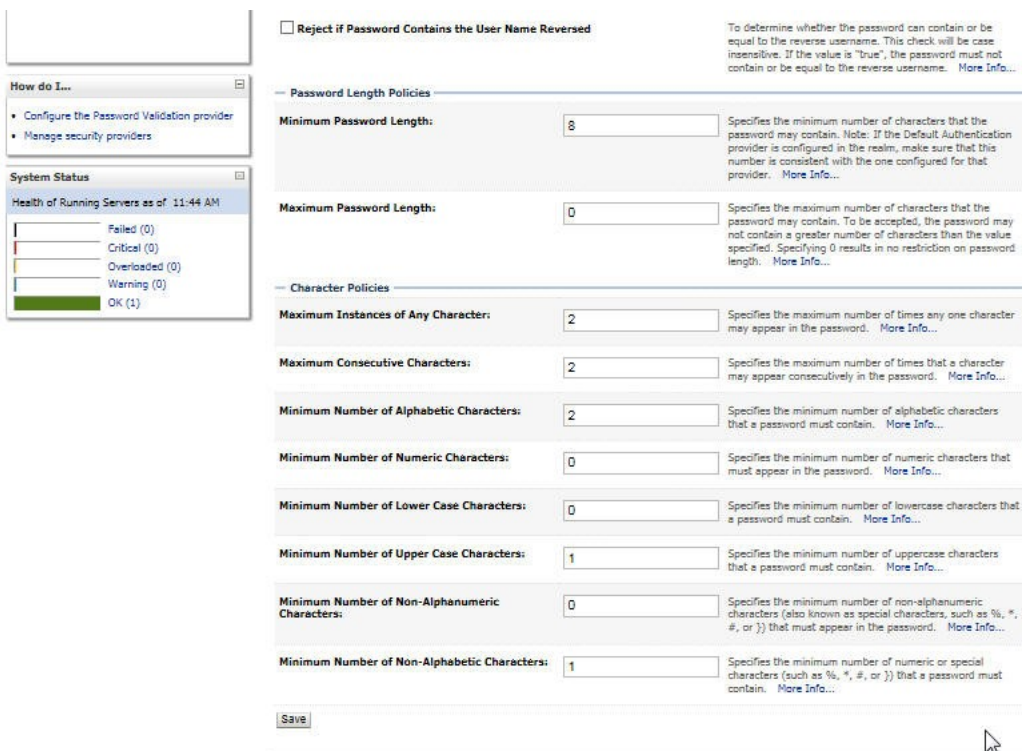 How do I...
• Configure the Password Validation provider
• Manage security providers
System Status
Health of Running Servers as of 11:44 AM
Failed (0)
Critical (0)
Overloaded (0)
Warning (0)
OK (1)
Reject if Password Contains the User Name Reversed
To determine whether the password can contain or be
equal to the reverse username. This check will be case
insensitive. If the value is "true", the password must not
contain or be equal to the reverse username. More Info...
Password Length Policies
Minimum Password Length:
8
Specifies the minimum number of characters that the
password may contain. Note: If the Default Authentication
provider is configured in the realm, make sure that this
number is consistent with the one configured for that
provider. More Info...
Maximum Password Length:
0
Specifies the maximum number of characters that the
password may contain. To be accepted, the password may
not contain a greater number of characters than the value
specified. Specifying 0 results in no restriction on password
length. More Info...
Character Policies
Maximum Instances of Any Character:
2
Specifies the maximum number of times any one character
may appear in the password. More Info...
Maximum Consecutive Characters:
2
Specifies the maximum number of times that a character
may appear consecutively in the password. More Info...
Minimum Number of Alphabetic Characters:
2
Specifies the minimum number of alphabetic characters
that a password must contain. More Info...
Minimum Number of Numeric Characters:
0
Specifies the minimum number of numeric characters that
must appear in the password. More Info...
Minimum Number of Lower Case Characters:
0
Specifies the minimum number of lowercase characters that
a password must contain. More Info...
Minimum Number of Upper Case Characters:
1
Specifies the minimum number of uppercase characters
that a password must contain. More Info...
Minimum Number of Non-Alphanumeric
Characters:
0
Specifies the minimum number of non-alphanumeric
characters (also known as special characters, such as %, *,
#, or }) that must appear in the password. More Info...
Minimum Number of Non-Alphabetic Characters:
1
Specifies the minimum number of numeric or special
characters (such as %, *, #, or }) that a password must
contain. More Info...
Save